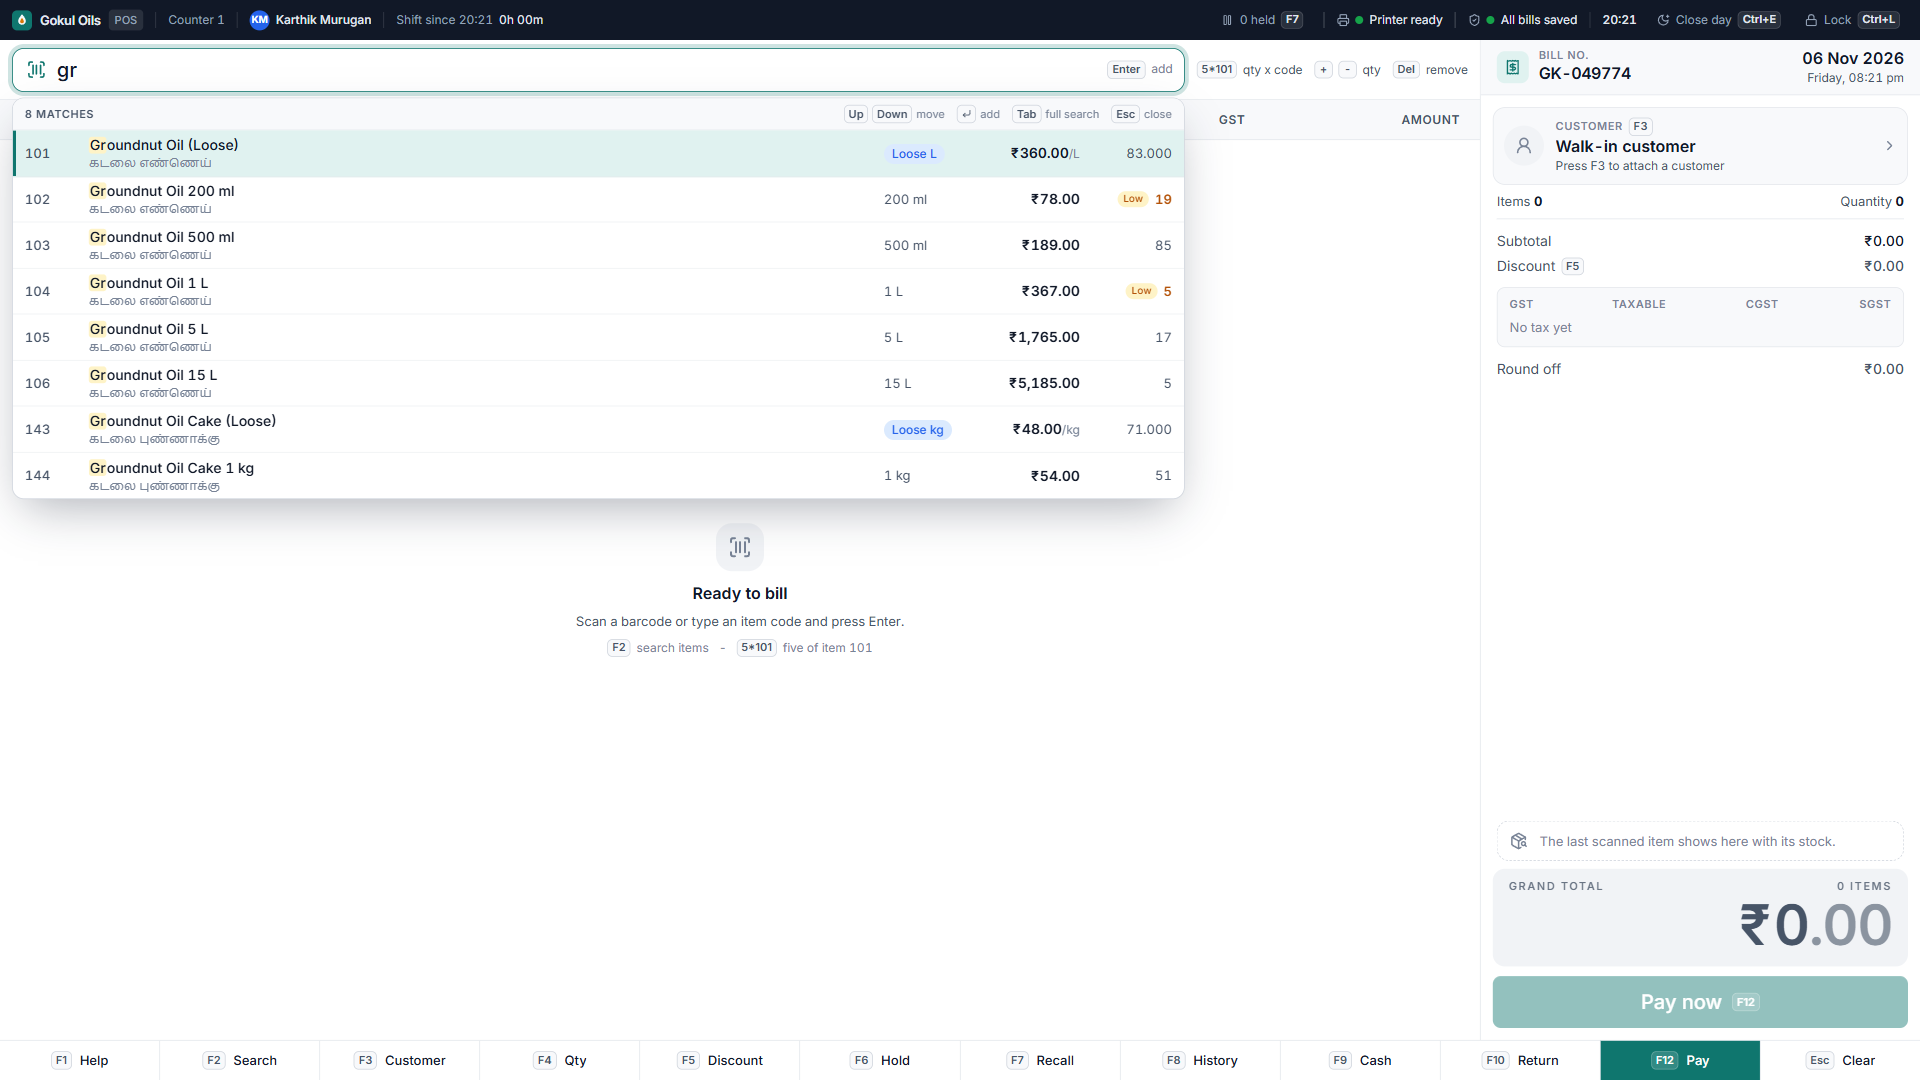 Gokul Oils POS Counter 1 KM Karthik Murugan Shift since 20:21 0h 00m 0 held F7 Printer ready All bills saved 20:21 Close day Ctrl+E Lock Ctrl+L
gr Enter add 5*101 qty x code + - qty Del remove
8 MATCHES Up Down move ↵ add Tab full search Esc close
GST AMOUNT
101 Groundnut Oil (Loose) Loose L ₹360.00/L 83.000
கடலை எண்ணெய்
102 Groundnut Oil 200 ml 200 ml ₹78.00 Low 19
கடலை எண்ணெய்
103 Groundnut Oil 500 ml 500 ml ₹189.00 85
கடலை எண்ணெய்
104 Groundnut Oil 1 L 1 L ₹367.00 Low 5
கடலை எண்ணெய்
105 Groundnut Oil 5 L 5 L ₹1,765.00 17
கடலை எண்ணெய்
106 Groundnut Oil 15 L 15 L ₹5,185.00 5
கடலை எண்ணெய்
143 Groundnut Oil Cake (Loose) Loose kg ₹48.00/kg 71.000
கடலை புண்ணாக்கு
144 Groundnut Oil Cake 1 kg 1 kg ₹54.00 51
கடலை புண்ணாக்கு
Ready to bill
Scan a barcode or type an item code and press Enter.
F2 search items - 5*101 five of item 101
BILL NO.
GK-049774
06 Nov 2026
Friday, 08:21 pm
CUSTOMER F3
Walk-in customer
Press F3 to attach a customer
Items 0 Quantity 0
Subtotal ₹0.00
Discount F5 ₹0.00
GST TAXABLE CGST SGST
No tax yet
Round off ₹0.00
The last scanned item shows here with its stock.
GRAND TOTAL 0 ITEMS
₹0.00
Pay now F12
F1 Help F2 Search F3 Customer F4 Qty F5 Discount F6 Hold F7 Recall F8 History F9 Cash F10 Return F12 Pay Esc Clear